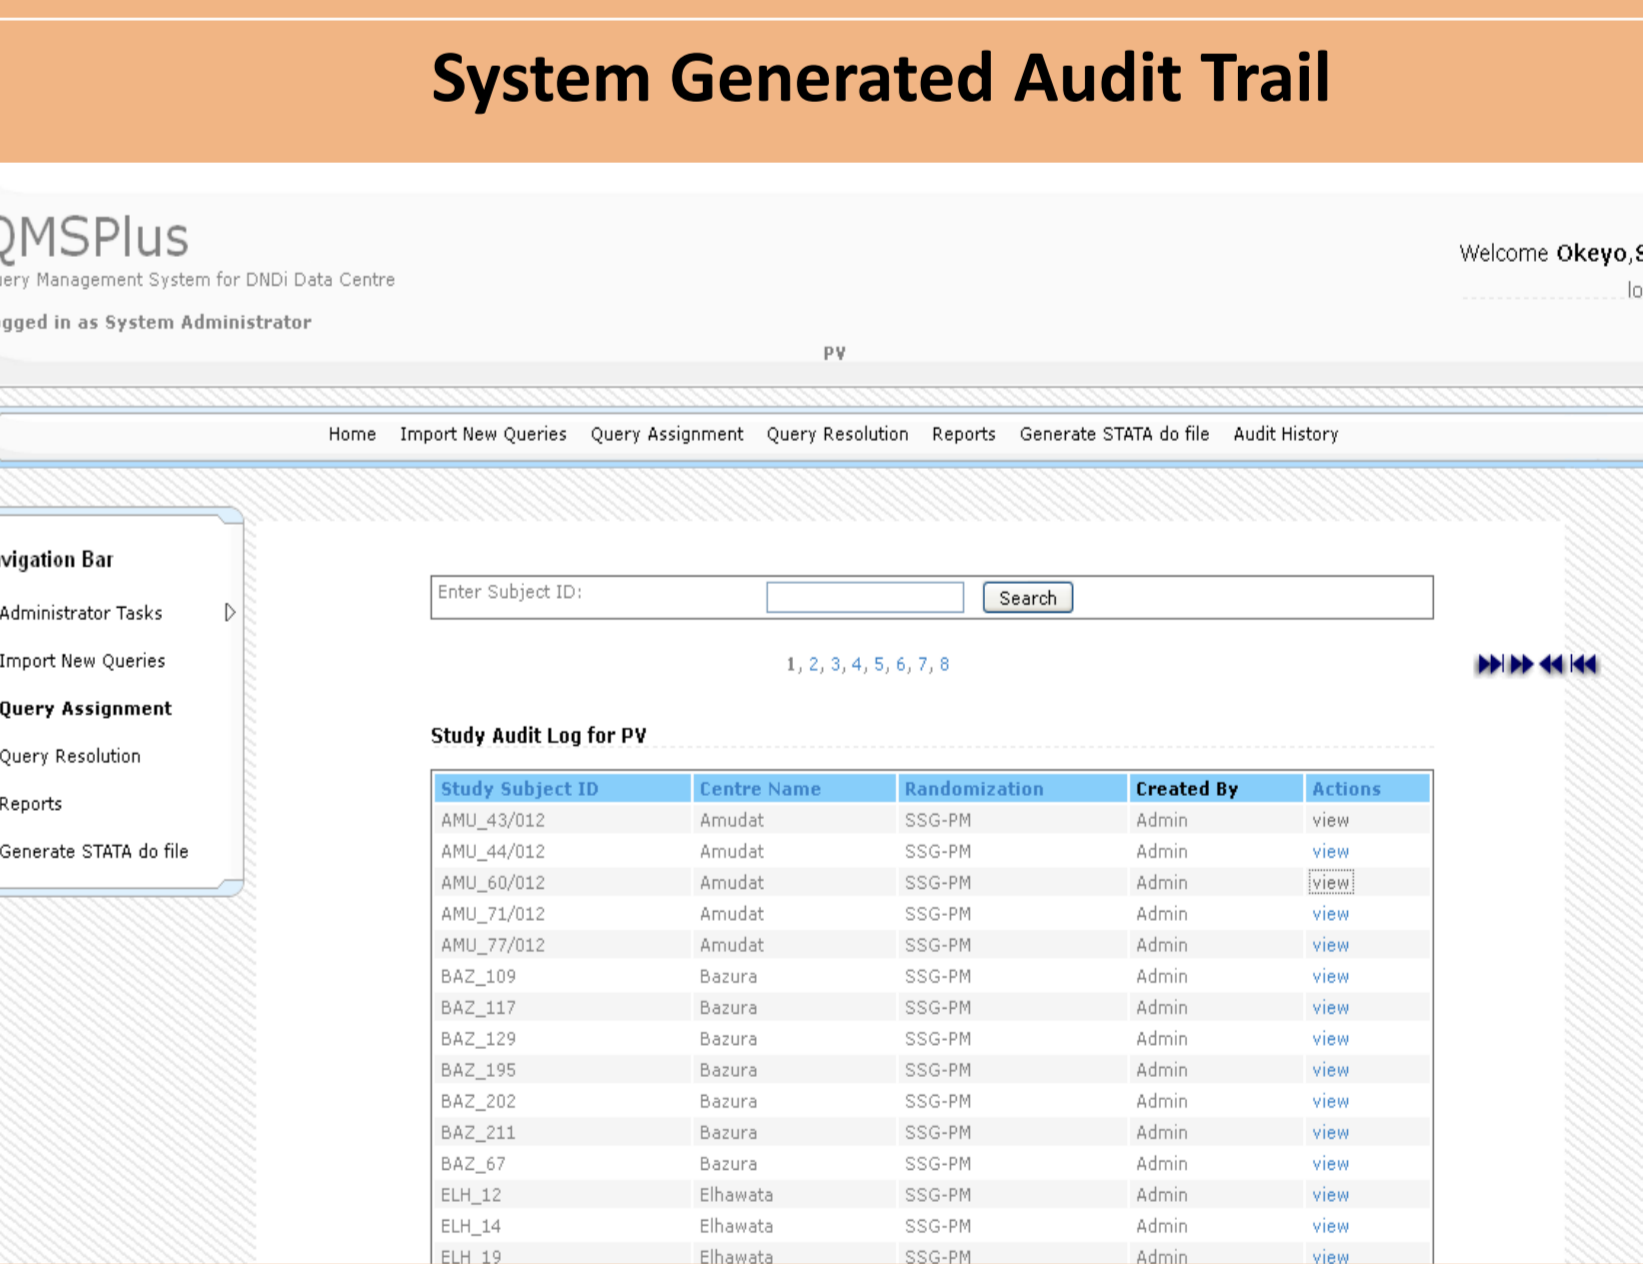 System Generated Audit Trail
QMSPlus
uery Management System for DNDi Data Centre
Welcome Okeyo,S
lo
gged in as System Administrator
PV
Home Import New Queries Query Assignment Query Resolution Reports Generate STATA do file Audit History
vigation Bar
Administrator Tasks
Import New Queries
Query Assignment
Query Resolution
Reports
Generate STATA do file
Enter Subject ID: Search
1, 2, 3, 4, 5, 6, 7, 8
Study Audit Log for PV
Study Subject ID Centre Name Randomization Created By Actions
AMU_43/012 Amudat SSG-PM Admin view
AMU_44/012 Amudat SSG-PM Admin view
AMU_60/012 Amudat SSG-PM Admin view
AMU_71/012 Amudat SSG-PM Admin view
AMU_77/012 Amudat SSG-PM Admin view
BAZ_109 Bazura SSG-PM Admin view
BAZ_117 Bazura SSG-PM Admin view
BAZ_129 Bazura SSG-PM Admin view
BAZ_195 Bazura SSG-PM Admin view
BAZ_202 Bazura SSG-PM Admin view
BAZ_211 Bazura SSG-PM Admin view
BAZ_67 Bazura SSG-PM Admin view
ELH_12 Elhawata SSG-PM Admin view
ELH_14 Elhawata SSG-PM Admin view
ELH_19 Elhawata SSG-PM Admin view